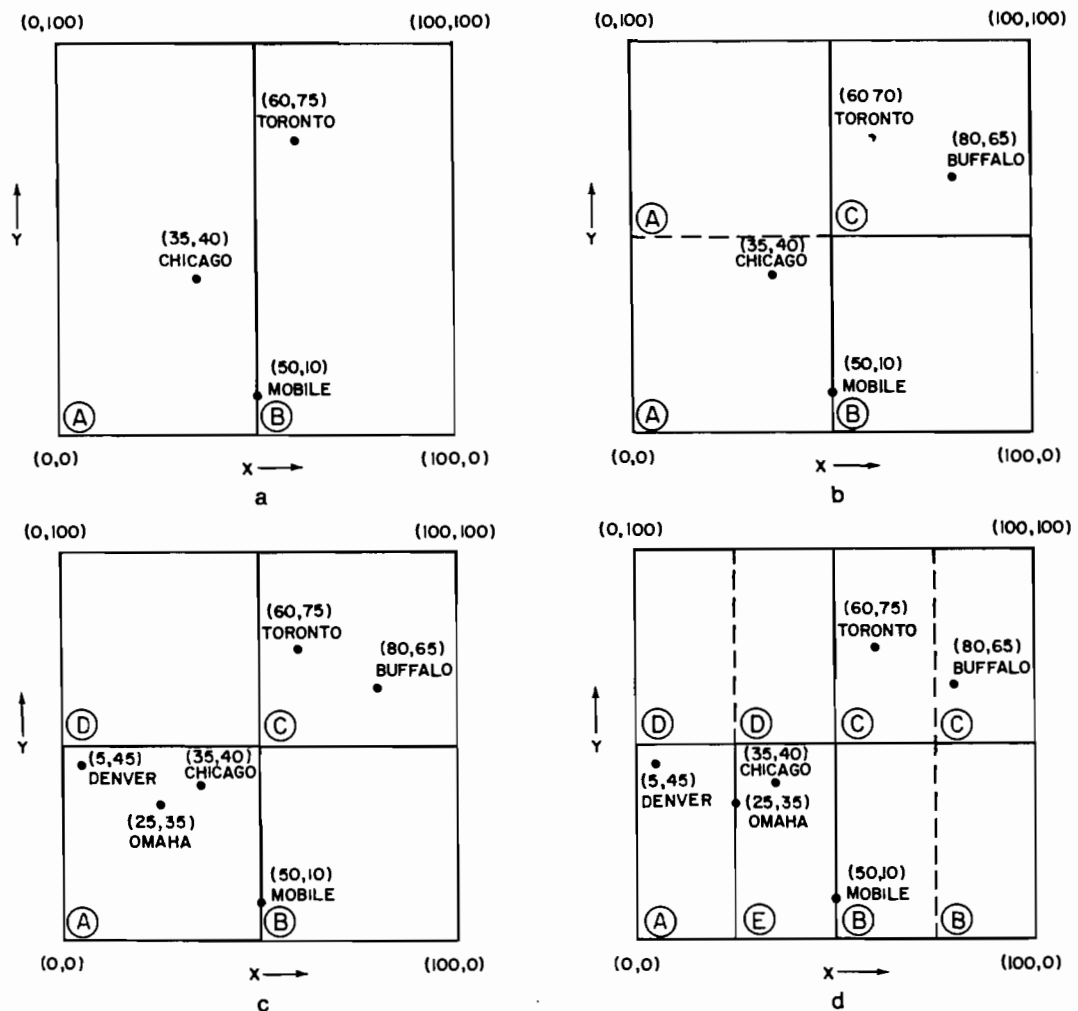 (0,100)
(100,100)
(60,75)
TORONTO
(35,40)
CHICAGO
(50,10)
MOBILE
A
B
Y
(0,0)
X
(100,0)
a
(0,100)
(100,100)
(60 70)
TORONTO
(80,65)
BUFFALO
A
C
(35,40)
CHICAGO
(50,10)
MOBILE
A
B
Y
(0,0)
X
(100,0)
b
(0,100)
(100,100)
(60,75)
TORONTO
(80,65)
BUFFALO
D
C
(5,45)
DENVER
(35,40)
CHICAGO
(25,35)
OMAHA
(50,10)
MOBILE
A
B
Y
(0,0)
X
(100,0)
c
(0,100)
(100,100)
(60,75)
TORONTO
(80,65)
BUFFALO
D
D
C
C
(5,45)
DENVER
(35,40)
CHICAGO
(25,35)
OMAHA
(50,10)
MOBILE
A
E
B
B
Y
(0,0)
X
(100,0)
d